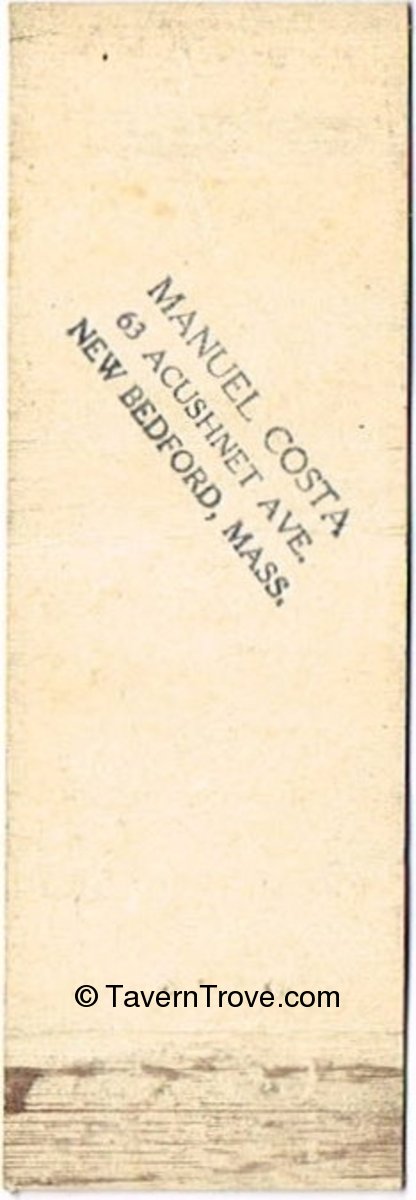 MANUEL COSTA
63 ACUSHNET AVE.
NEW BEDFORD, MASS.
© TavernTrove.com